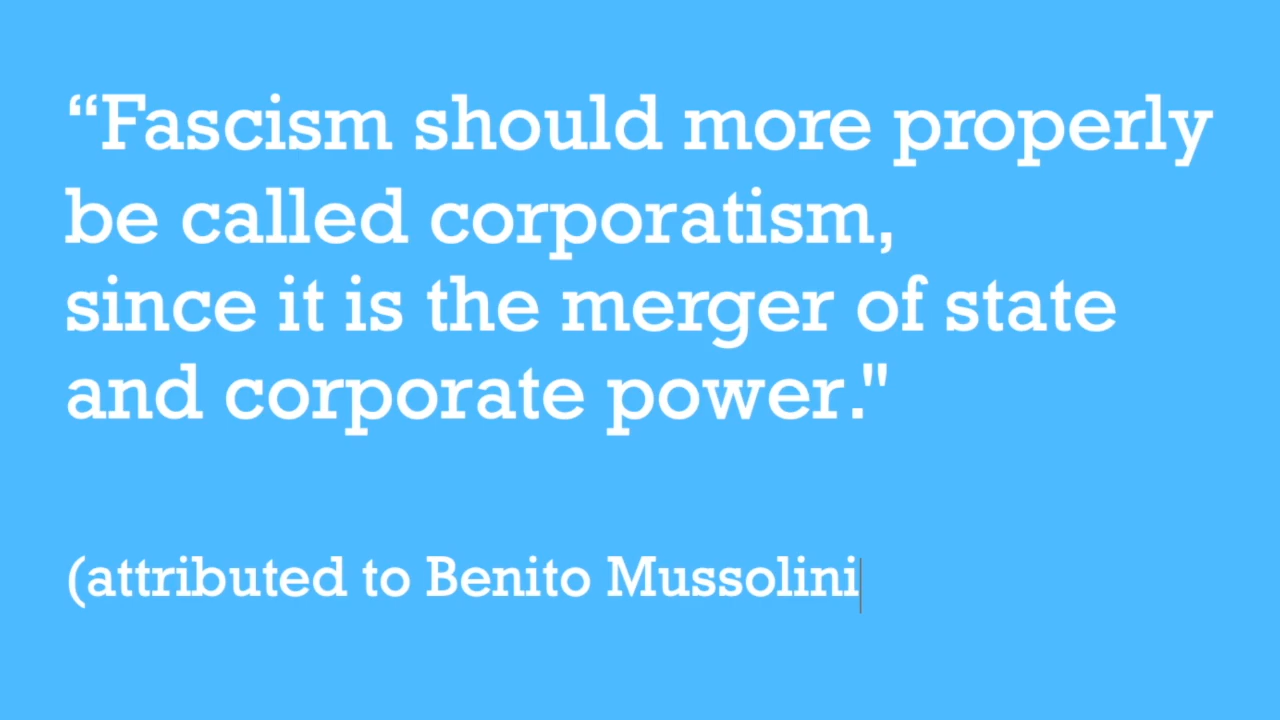 “Fascism should more properly
be called corporatism,
since it is the merger of state
and corporate power."
(attributed to Benito Mussolini